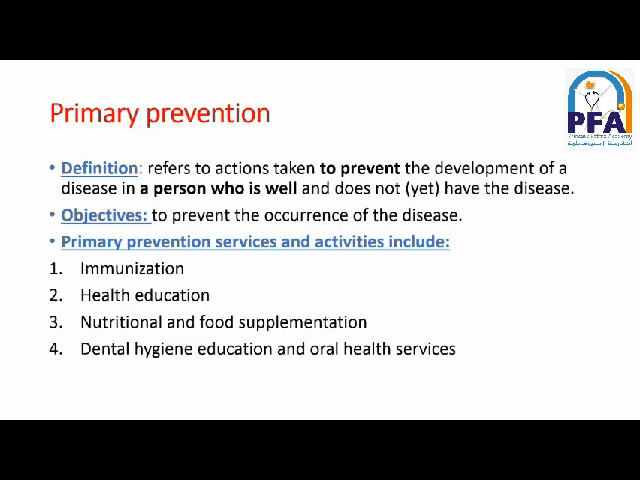 PFA
Primary prevention
• Definition: refers to actions taken to prevent the development of a
disease in a person who is well and does not (yet) have the disease.
• Objectives: to prevent the occurrence of the disease.
• Primary prevention services and activities include:
1. Immunization
2. Health education
3. Nutritional and food supplementation
4. Dental hygiene education and oral health services